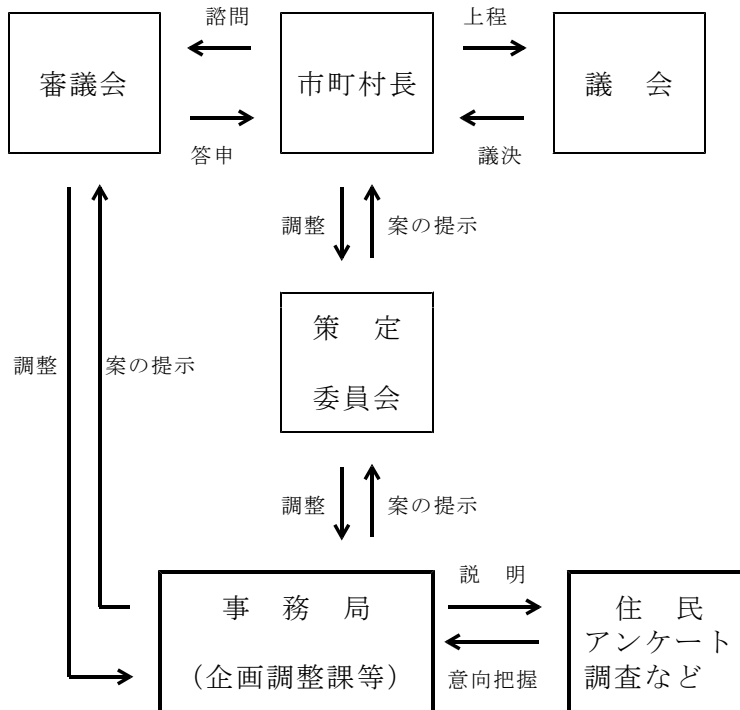 諮問
上程
審議会
市町村長
議　会
答申
議決
調整
案の提示
策　定
委員会
調整
案の提示
調整
案の提示
説　明
事　務　局
（企画調整課等）
意向把握
住　民
アンケート
調査など